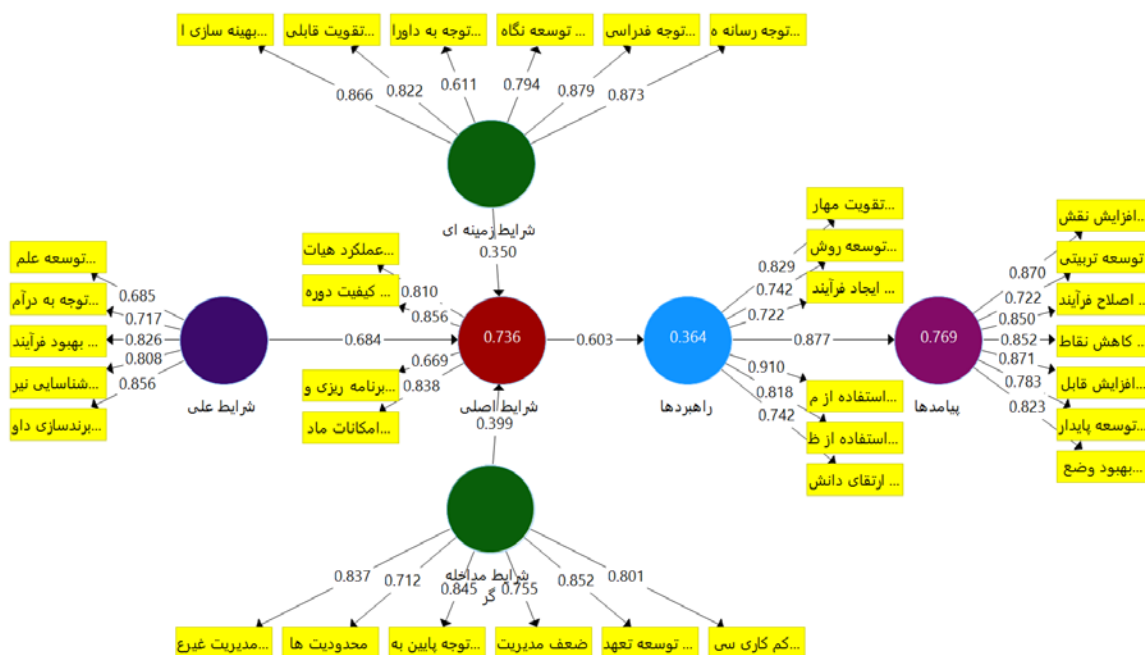 توجه رسانه ه...
توجه فدراسی...
توسعه نگاه ...
توجه به داورا...
تقویت قابلی...
بهینه سازی ا...
0.866
0.822
0.611
0.794
0.879
0.873
شرایط زمینه ای
0.350
توسعه علم...
توجه به درآم...
بهبود فرآیند ...
شناسایی نیر...
برندسازی داو...
0.685
0.717
0.826
0.808
0.856
شرایط علی
0.684
عملکرد هیات...
کیفیت دوره ...
برنامه ریزی و...
امکانات ماد...
0.810
0.856
0.669
0.838
0.736
شرایط اصلی
0.399
0.603
تقویت مهار...
توسعه روش...
ایجاد فرآیند ...
0.829
0.742
0.722
0.364
راهبردها
0.910
0.818
0.742
استفاده از م...
استفاده از ظ...
ارتقای دانش ...
0.877
0.769
پیامدها
افزایش نقش...
توسعه تربیتی
اصلاح فرآیند ...
کاهش نقاط ...
افزایش قابل...
توسعه پایدار...
بهبود وضع...
0.870
0.722
0.850
0.852
0.871
0.783
0.823
شرایط مداخله
گر
0.837
0.712
0.845
0.755
0.852
0.801
کم کاری سی...
توسعه تعهد ...
ضعف مدیریت
توجه پایین به...
محدودیت ها
مدیریت غیرع...